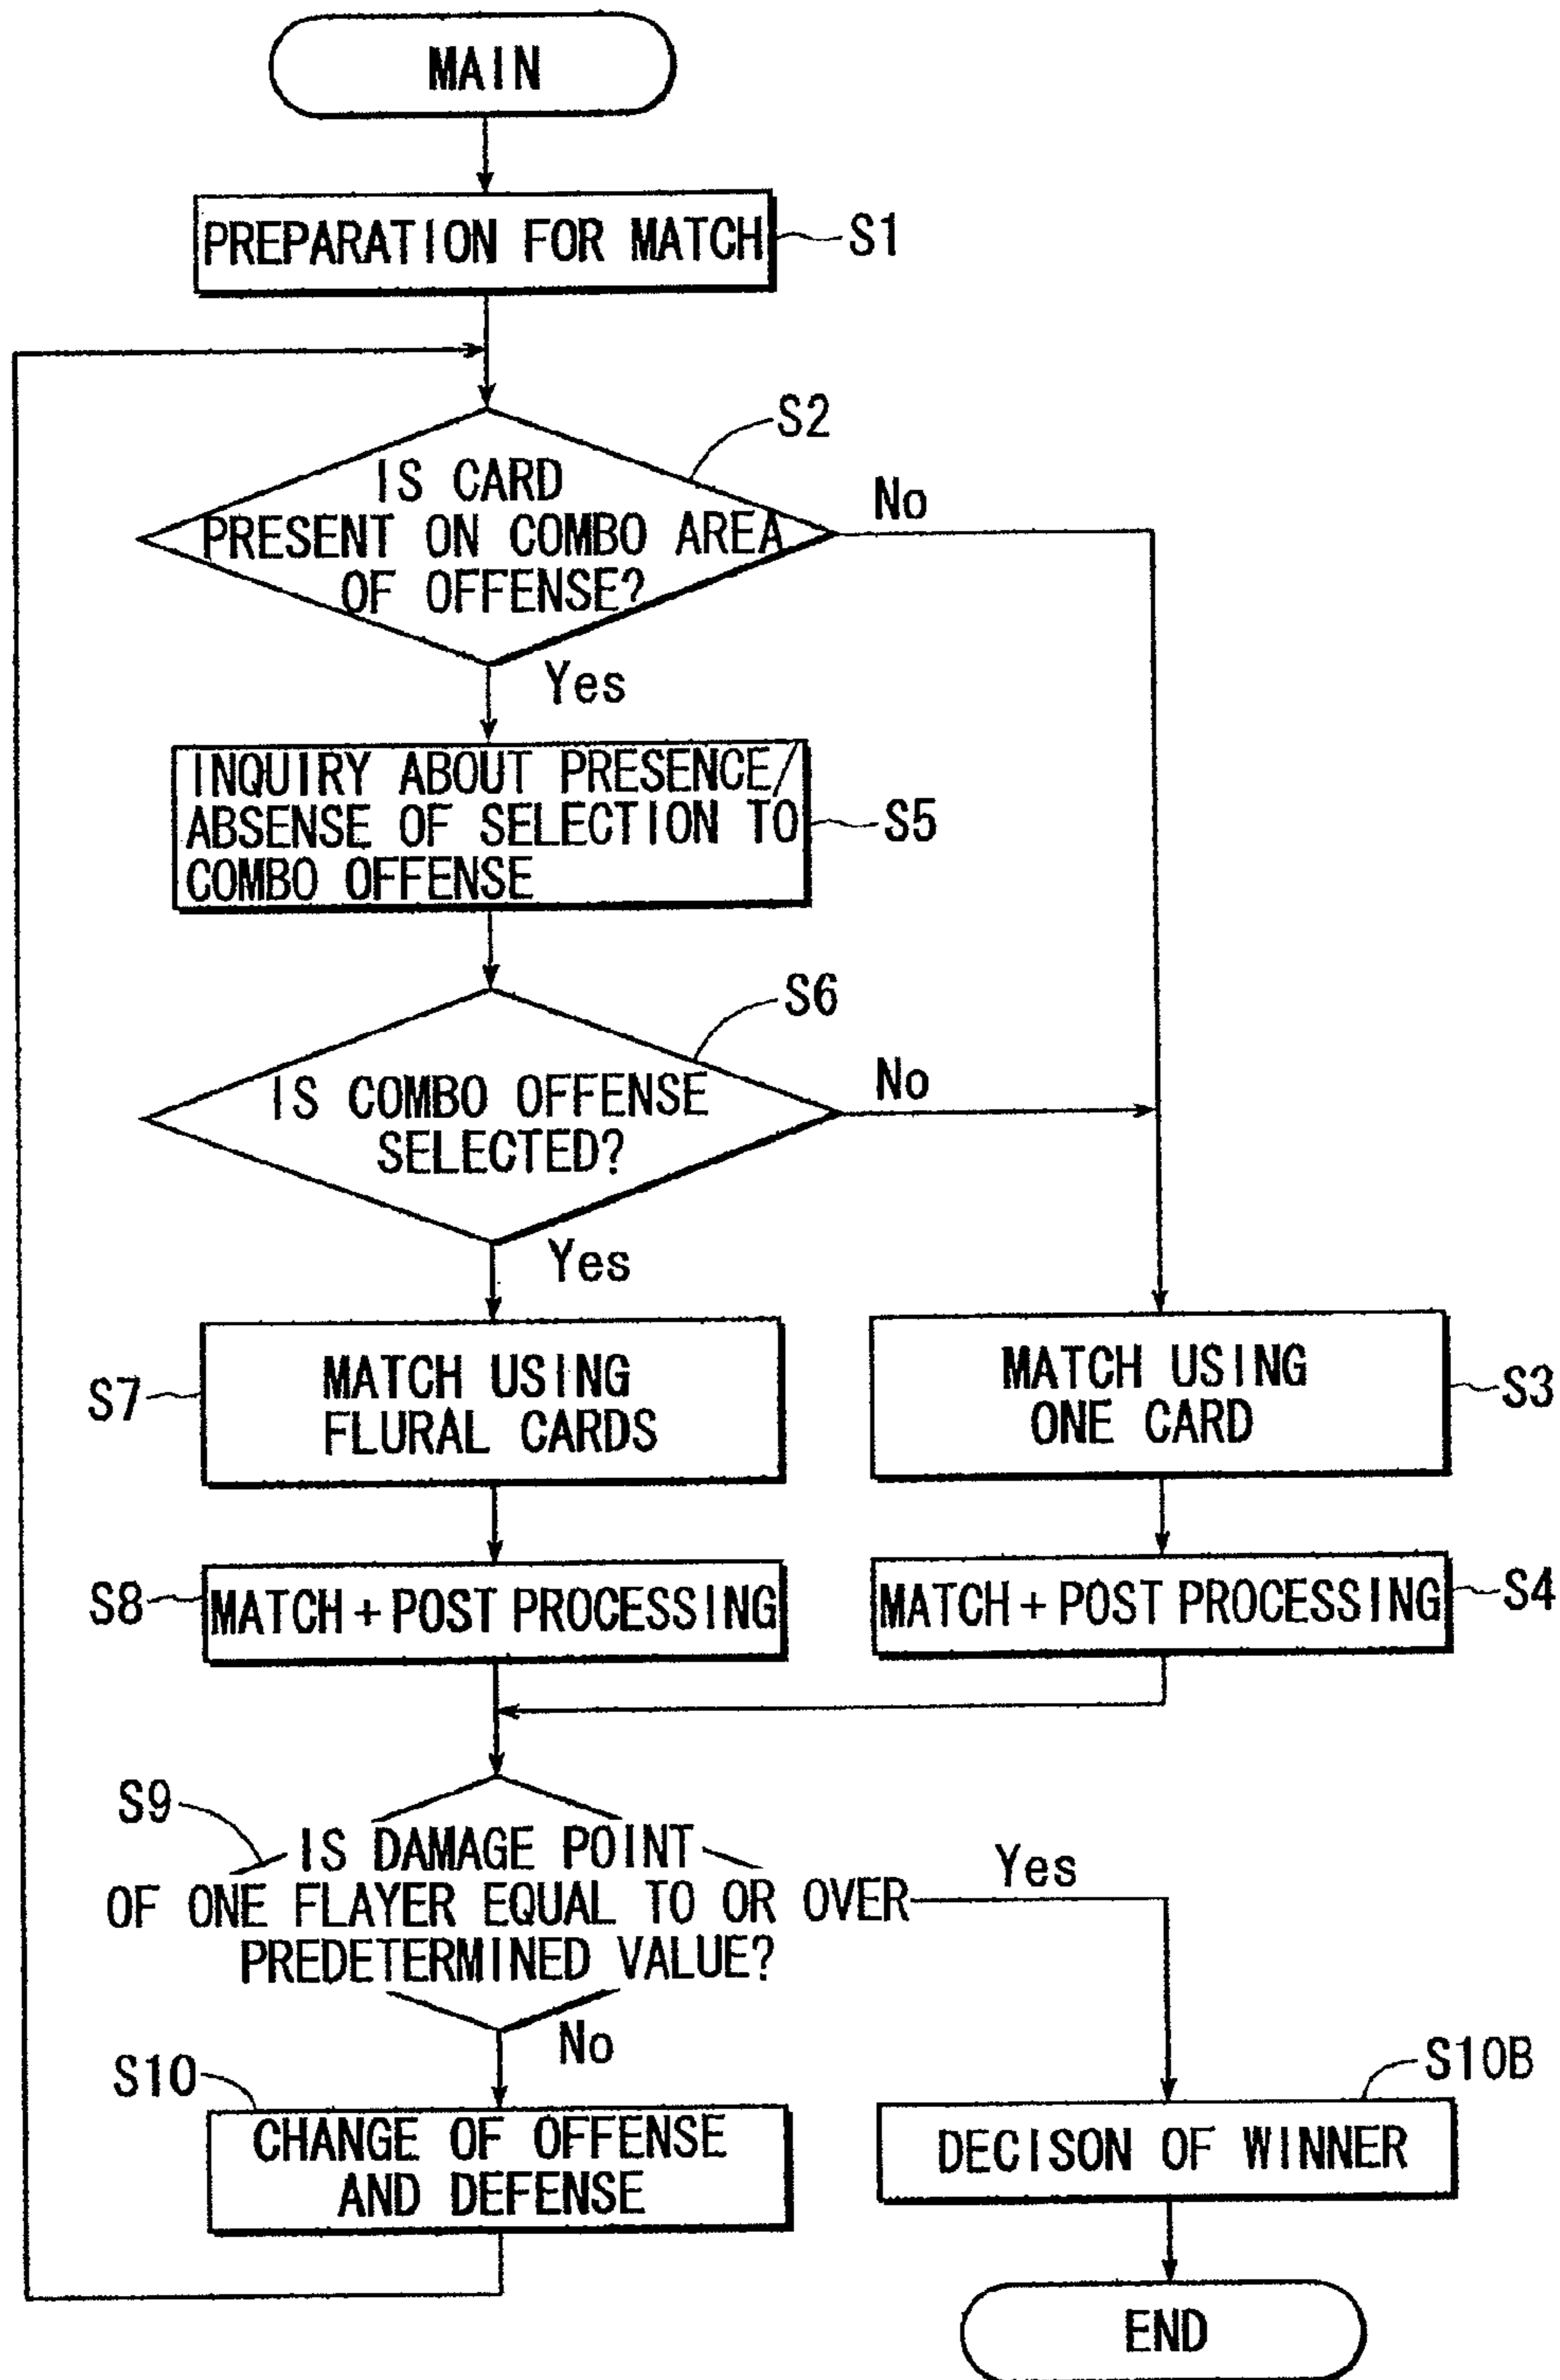 MAIN
PREPARATION FOR MATCH
S1
S2
IS CARD
PRESENT ON COMBO AREA
OF OFFENSE?
No
Yes
INQUIRY ABOUT PRESENCE/
ABSENSE OF SELECTION TO
COMBO OFFENSE
S5
S6
IS COMBO OFFENSE
SELECTED?
No
Yes
S7
MATCH USING
FLURAL CARDS
MATCH USING
ONE CARD
S3
S8
MATCH + POST PROCESSING
MATCH + POST PROCESSING
S4
S9
IS DAMAGE POINT
OF ONE FLAYER EQUAL TO OR OVER
PREDETERMINED VALUE?
Yes
No
S10
CHANGE OF OFFENSE
AND DEFENSE
S10B
DECISON OF WINNER
END